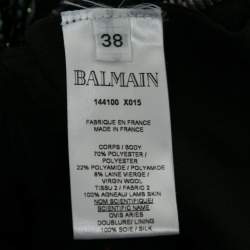 38
BALMAIN
144100 X015
FABRIQUE EN FRANCE
MADE IN FRANCE
CORPS / BODY
70% POLYESTER /
POLYESTER
22% POLYAMIDE / POLYAMIDE
8% LAINE VIERGE /
VIRGIN WOOL
TISSU 2 / FABRIC 2
100% AGNEAU LAMB SKIN
NOM SCIENTIFIQUE/
SCIENTIFIC NAME
OVIS ARIES
DOUBLURE/ LINING
100% SOIE / SILK